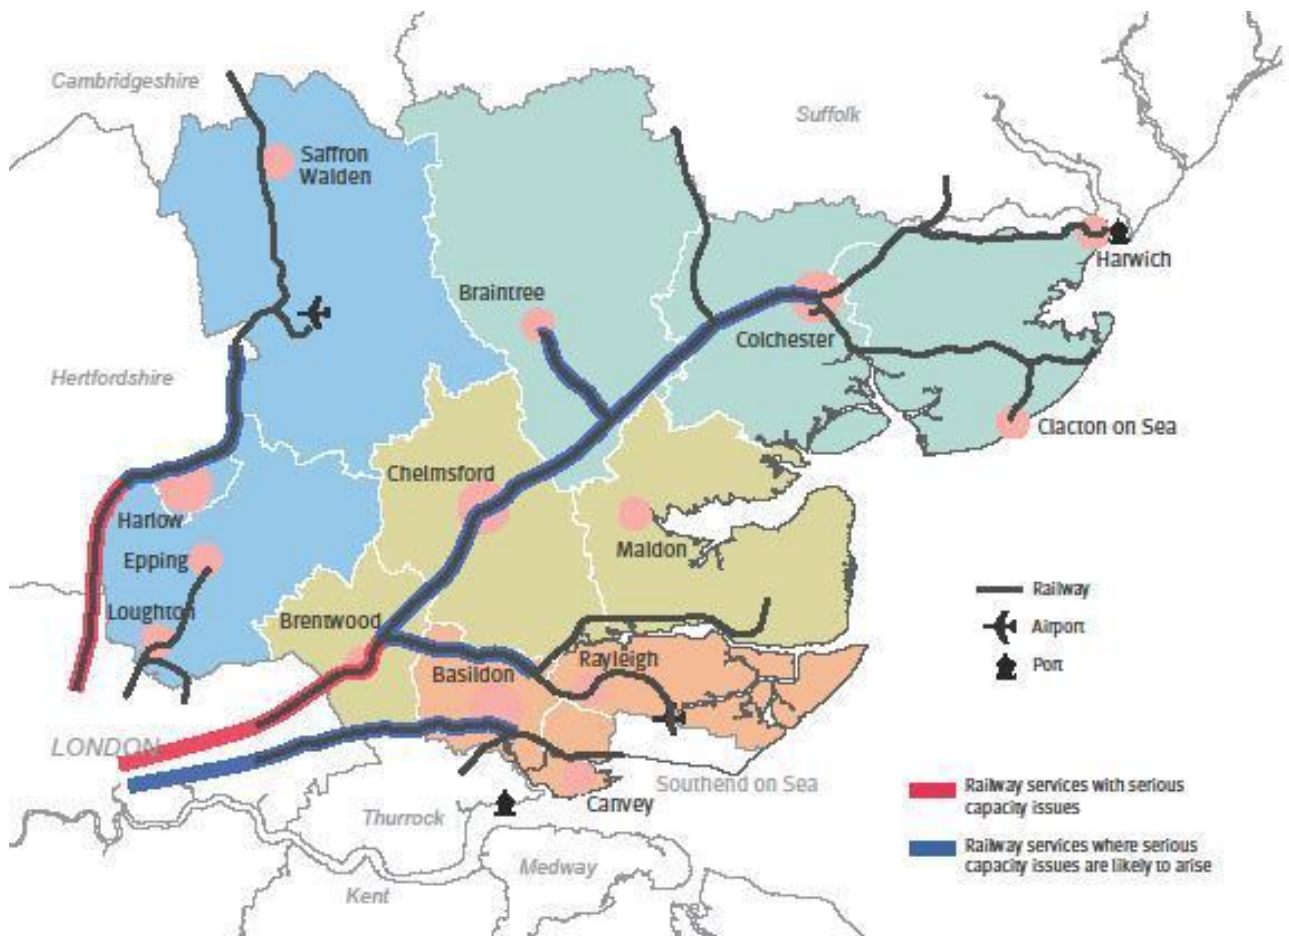 Cambridgeshire
Suffolk
Saffron
Walden
Harwich
Braintree
Colchester
Hertfordshire
Clacton on Sea
Chelmsford
Harlow
Maldon
Epping
Loughton
Brentwood
Rayleigh
Basildon
LONDON
Southend on Sea
Canvey
Thurrock
Medway
Kent
Railway
Airport
Port
Railway services with serious
capacity issues
Railway services where serious
capacity issues are likely to arise